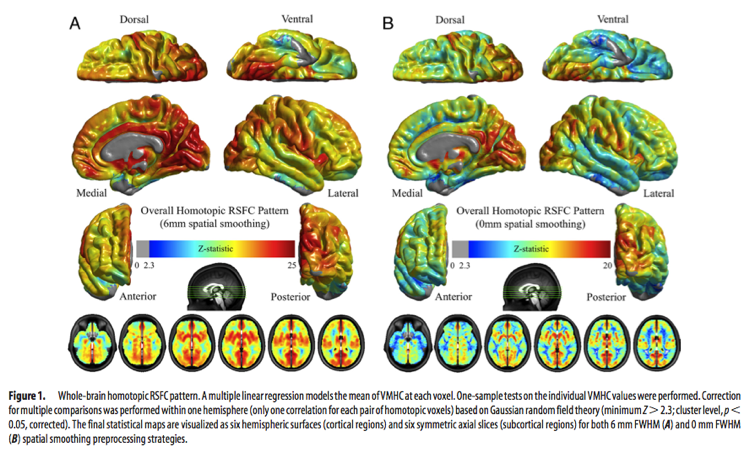 A
Dorsal
Ventral
Medial
Lateral
Overall Homotopic RSFC Pattern
(6mm spatial smoothing)
Z-statistic
0 2.3
25
Anterior
Posterior
B
Dorsal
Ventral
Medial
Lateral
Overall Homotopic RSFC Pattern
(0mm spatial smoothing)
Z-statistic
0 2.3
20
Anterior
Posterior
Figure 1. Whole-brain homotopic RSFC pattern. A multiple linear regression models the mean of VMHC at each voxel. One-sample tests on the individual VMHC values were performed. Correction
for multiple comparisons was performed within one hemisphere (only one correlation for each pair of homotopic voxels) based on Gaussian random field theory (minimum Z > 2.3; cluster level, p <
0.05, corrected). The final statistical maps are visualized as six hemispheric surfaces (cortical regions) and six symmetric axial slices (subcortical regions) for both 6 mm FWHM (A) and 0 mm FWHM
(B) spatial smoothing preprocessing strategies.